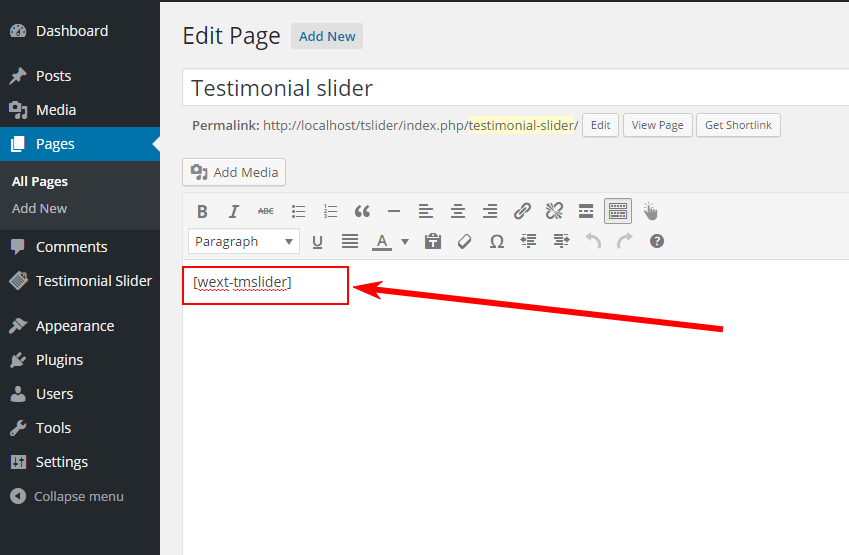 Dashboard
Posts
Media
Pages
All Pages
Add New
Comments
Testimonial Slider
Appearance
Plugins
Users
Tools
Settings
Collapse menu
Edit Page Add New
Testimonial slider
Permalink: http://localhost/tslider/index.php/testimonial-slider/ Edit View Page Get Shortlink
Add Media
B I ABC
Paragraph U A Ω
[wext-tmslider]